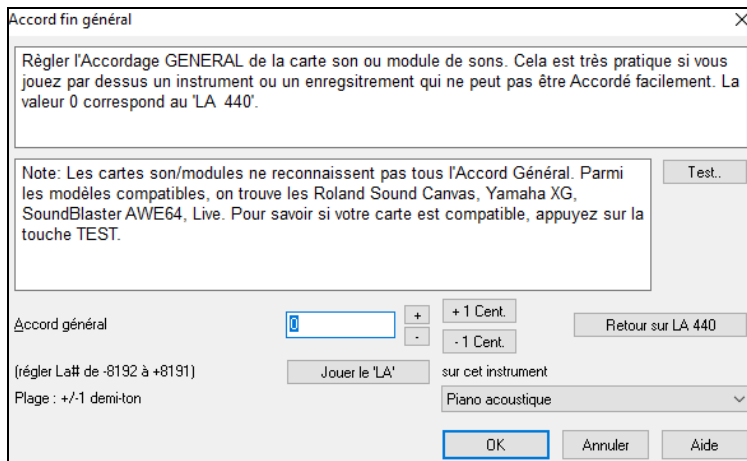 Accord fin général
Règler l'Accordage GENERAL de la carte son ou module de sons. Cela est très pratique si vous
jouez par dessus un instrument ou un enregsitrement qui ne peut pas être Accordé facilement. La
valeur 0 correspond au 'LA  440'.
Note: Les cartes son/modules ne reconnaissent pas tous l'Accord Général. Parmi
les modèles compatibles, on trouve les Roland Sound Canvas, Yamaha XG,
SoundBlaster AWE64, Live. Pour savoir si votre carte est compatible, appuyez sur la
touche TEST.
Test..
Accord général
0
+
-
+ 1 Cent.
- 1 Cent.
Retour sur LA 440
(régler La# de -8192 à +8191)
Jouer le 'LA'
sur cet instrument
Plage : +/-1 demi-ton
Piano acoustique
OK
Annuler
Aide